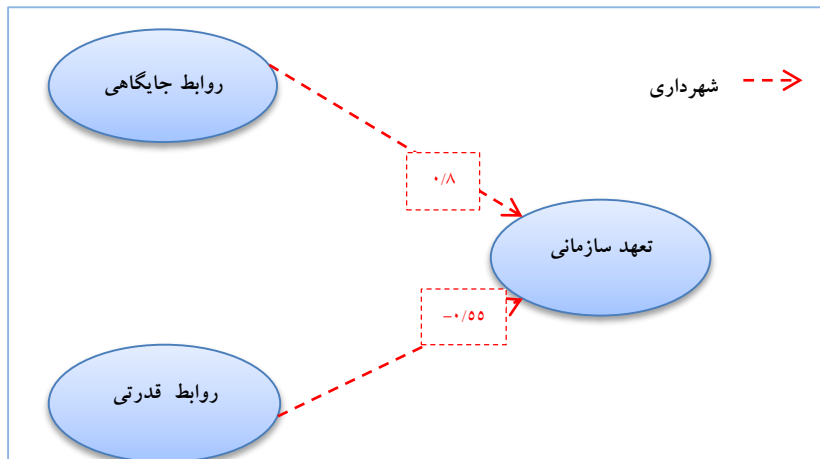 روابط جایگاهی
شهرداری
۰/۸
تعهد سازمانی
-۰/۵۵
روابط قدرتی